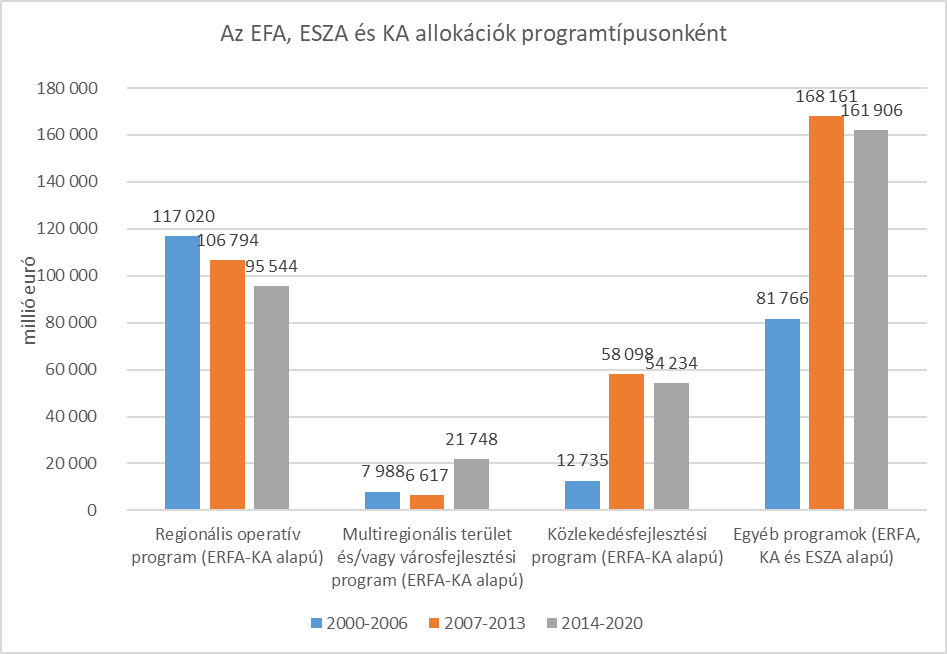 Az EFA, ESZA és KA allokációk programtípusonként
millió euró
180 000
160 000
140 000
120 000
100 000
80 000
60 000
40 000
20 000
0
117 020
106 794
95 544
7 988
6 617
21 748
12 735
58 098
54 234
81 766
168 161
161 906
Regionális operatív
program (ERFA-KA alapú)
Multiregionális terület
és/vagy városfejlesztési
program (ERFA-KA alapú)
Közlekedésfejlesztési
program (ERFA-KA alapú)
Egyéb programok (ERFA,
KA és ESZA alapú)
2000-2006
2007-2013
2014-2020